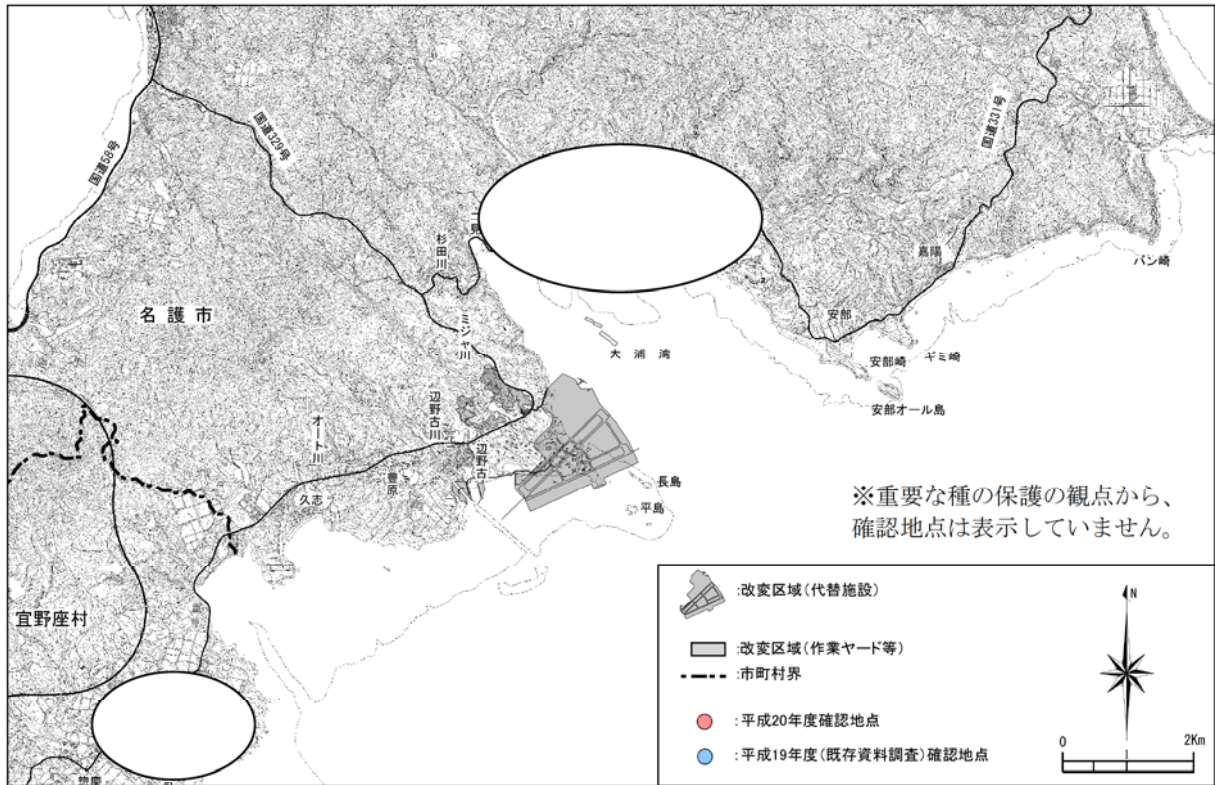 国道58号
国道329号
国道331号
二見
杉田川
名護市
ミジャ川
大浦湾
嘉陽
バン崎
安部
安部崎
ギミ崎
安部オール島
辺野古川
辺野古
オート川
豊原
久志
長島
平島
※重要な種の保護の観点から、
確認地点は表示していません。
宜野座村
惣慶
:改変区域(代替施設)
:改変区域(作業ヤード等)
:市町村界
:平成20年度確認地点
:平成19年度(既存資料調査)確認地点
N
0 2Km